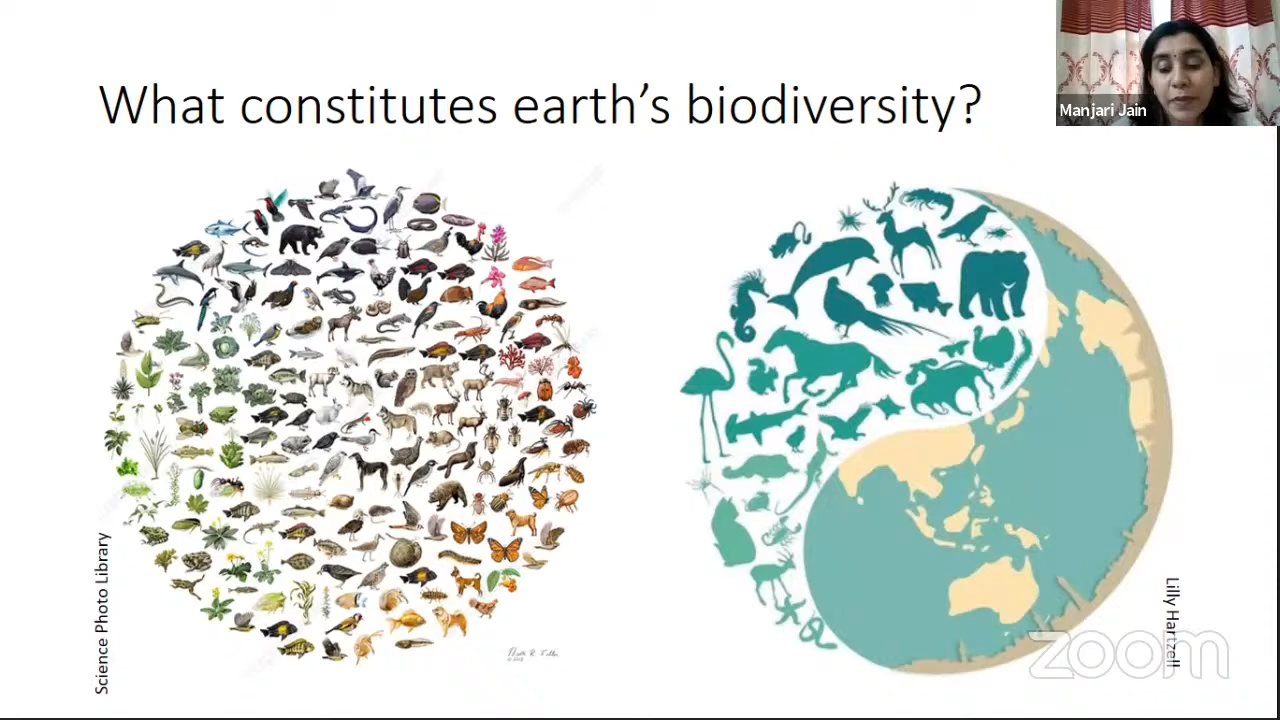 What constitutes earth’s biodiversity?
Manjari Jain
Science Photo Library
Lilly Hartzell
zoom